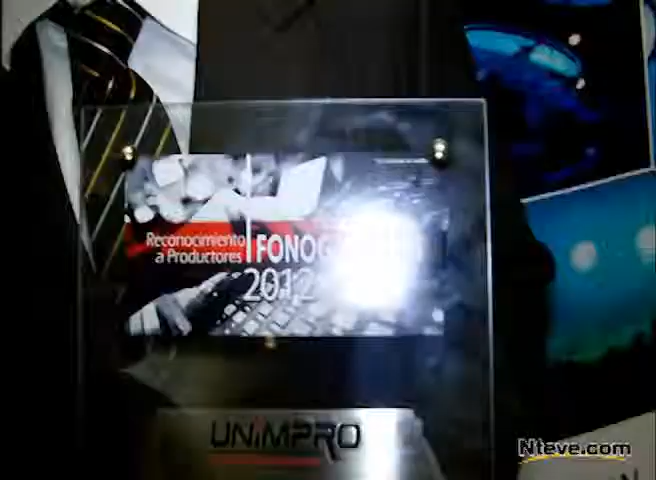 Reconocimiento
a Productores
FONOG
2012
UNiMPRO
Nteve.com